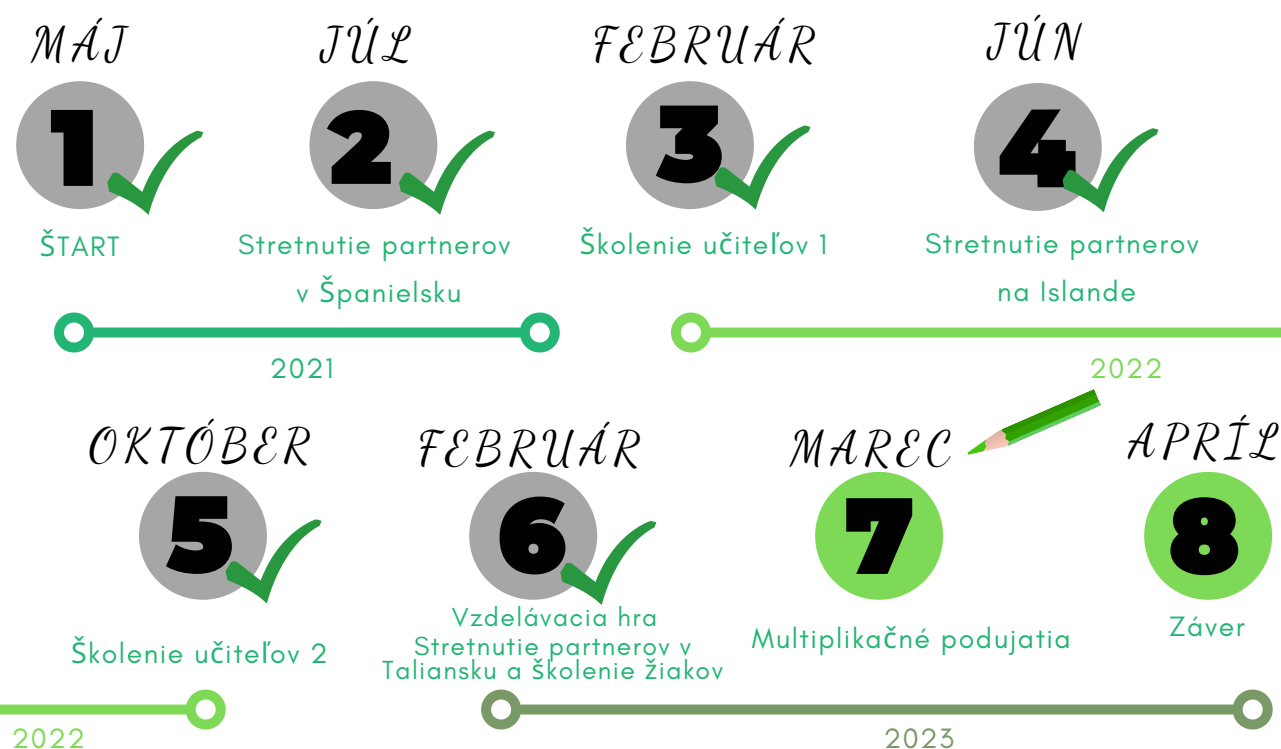 MÁJ
JÚL
FEBRUÁR
JÚN
1
2
3
4
ŠTART
Stretnutie partnerov
v Španielsku
Školenie učiteľov 1
Stretnutie partnerov
na Islande
2021
2022
OKTÓBER
FEBRUÁR
MAREC
APRÍL
5
6
7
8
Školenie učiteľov 2
Vzdelávacia hra
Stretnutie partnerov v
Taliansku a školenie žiakov
Multiplikačné podujatia
Záver
2022
2023